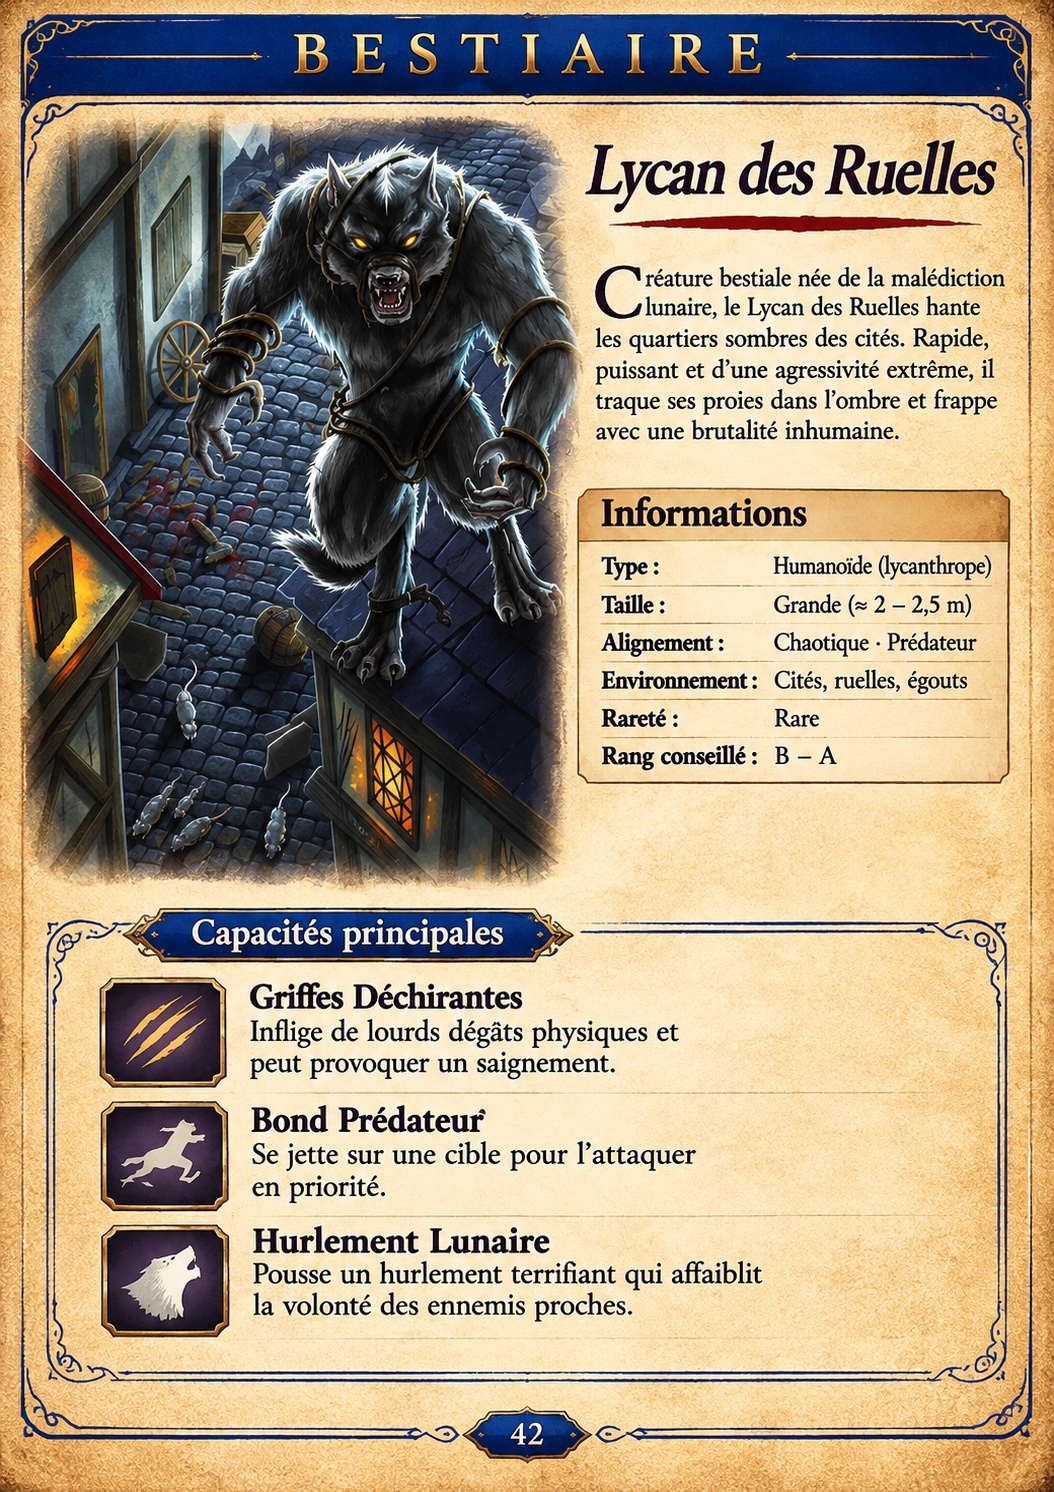 BESTIAIRE
Lycan des Ruelles
Créature bestiale née de la malédiction
lunaire, le Lycan des Ruelles hante
les quartiers sombres des cités. Rapide,
puissant et d’une agressivité extrême, il
traque ses proies dans l’ombre et frappe
avec une brutalité inhumaine.
Informations
Type : Humanoïde (lycanthrope)
Taille : Grande (≈ 2 – 2,5 m)
Alignement : Chaotique · Prédateur
Environnement : Cités, ruelles, égouts
Rareté : Rare
Rang conseillé : B – A
Capacités principales
Griffes Déchirantes
Inflige de lourds dégâts physiques et
peut provoquer un saignement.
Bond Prédateur
Se jette sur une cible pour l’attaquer
en priorité.
Hurlement Lunaire
Pousse un hurlement terrifiant qui affaiblit
la volonté des ennemis proches.
42